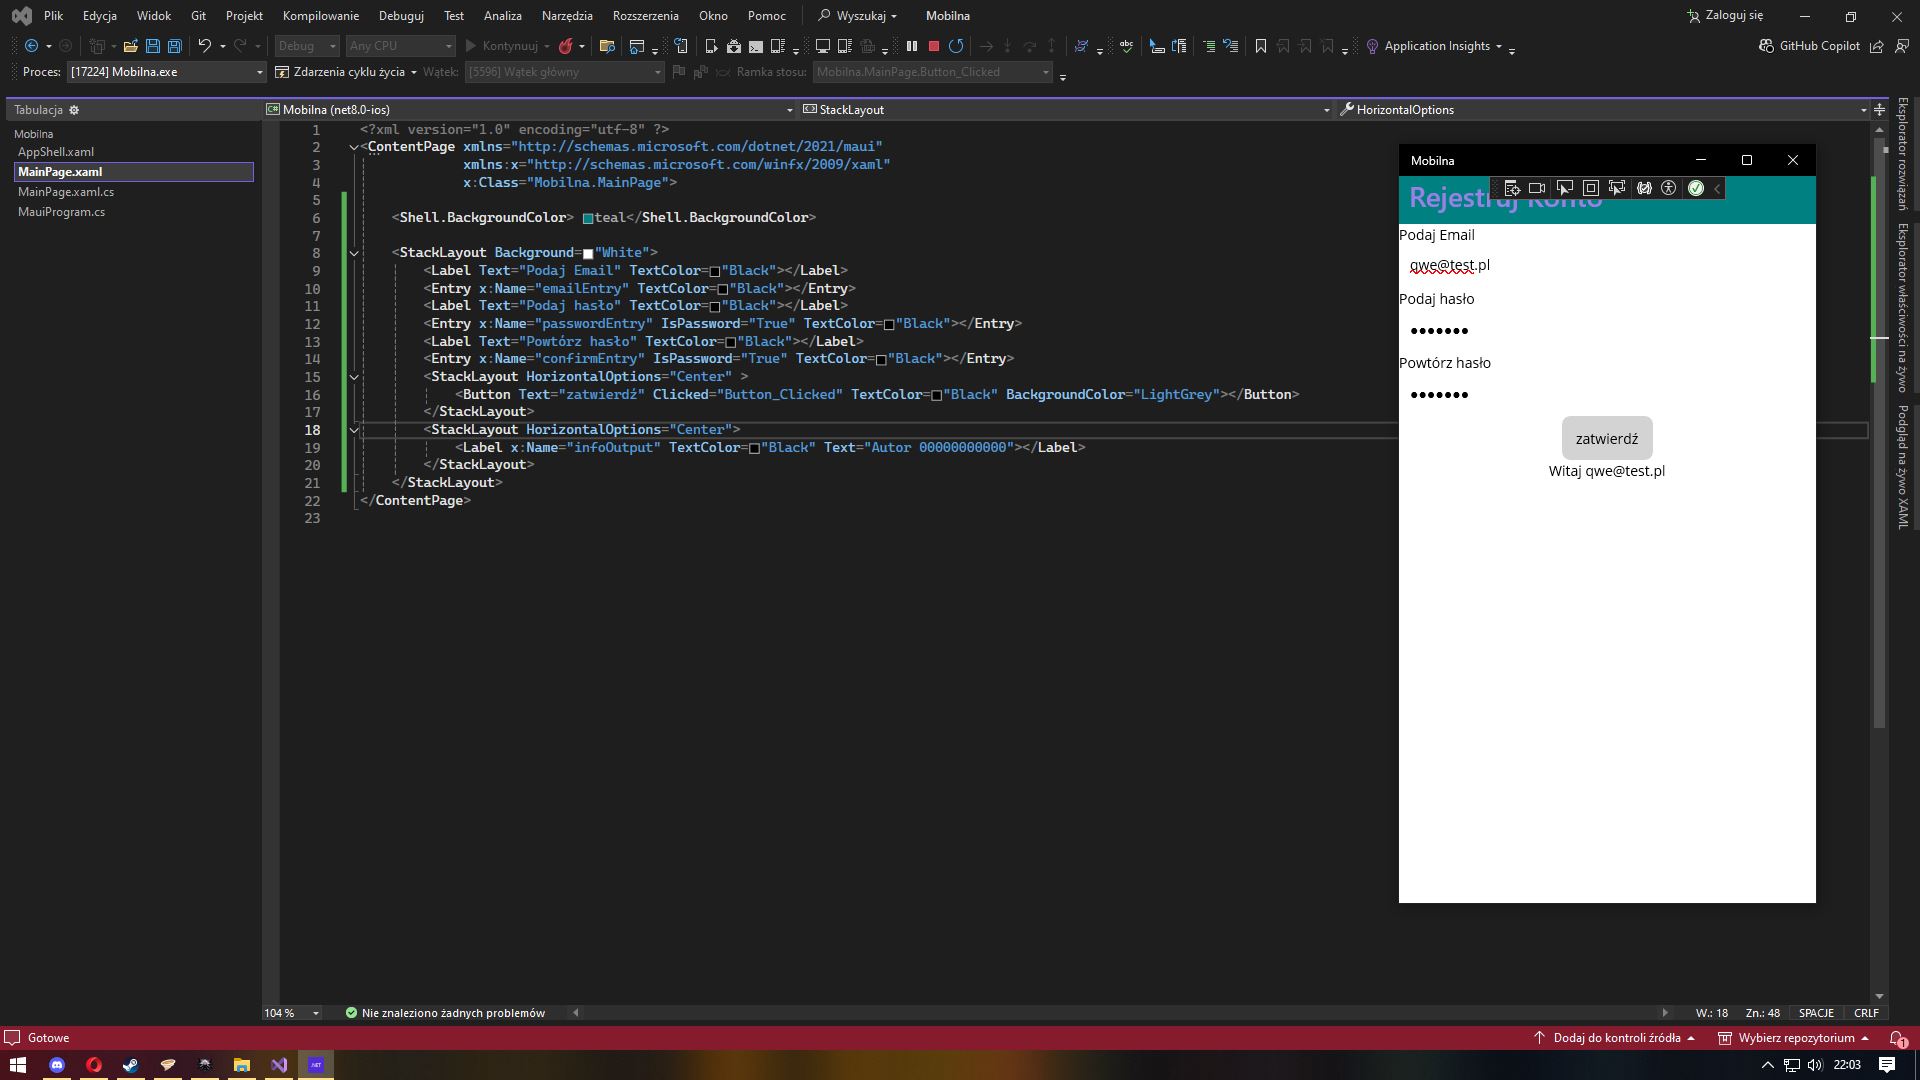 Plik Edycja Widok Git Projekt Kompilowanie Debuguj Test Analiza Narzędzia Rozszerzenia Okno Pomoc Wyszukaj Mobilna Zaloguj się
Debug Any CPU Kontynuuj Application Insights GitHub Copilot
Proces: [17224] Mobilna.exe Zdarzenia cyklu życia Wątek: [5596] Wątek główny Ramka stosu: Mobilna.MainPage.Button_Clicked
Tabulacja
Mobilna
AppShell.xaml
MainPage.xaml
MainPage.xaml.cs
MauiProgram.cs
Mobilna (net8.0-ios) StackLayout HorizontalOptions
1 <?xml version="1.0" encoding="utf-8" ?>
2 <ContentPage xmlns="http://schemas.microsoft.com/dotnet/2021/maui"
3 xmlns:x="http://schemas.microsoft.com/winfx/2009/xaml"
4 x:Class="Mobilna.MainPage">
5
6 <Shell.BackgroundColor> teal</Shell.BackgroundColor>
7
8 <StackLayout Background="White">
9 <Label Text="Podaj Email" TextColor="Black"></Label>
10 <Entry x:Name="emailEntry" TextColor="Black"></Entry>
11 <Label Text="Podaj hasło" TextColor="Black"></Label>
12 <Entry x:Name="passwordEntry" IsPassword="True" TextColor="Black"></Entry>
13 <Label Text="Powtórz hasło" TextColor="Black"></Label>
14 <Entry x:Name="confirmEntry" IsPassword="True" TextColor="Black"></Entry>
15 <StackLayout HorizontalOptions="Center" >
16 <Button Text="zatwierdź" Clicked="Button_Clicked" TextColor="Black" BackgroundColor="LightGrey"></Button>
17 </StackLayout>
18 <StackLayout HorizontalOptions="Center">
19 <Label x:Name="infoOutput" TextColor="Black" Text="Autor 00000000000"></Label>
20 </StackLayout>
21 </StackLayout>
22 </ContentPage>
23
Mobilna
Rejestruj Konto
Podaj Email
qwe@test.pl
Podaj hasło
•••••••
Powtórz hasło
•••••••
zatwierdź
Witaj qwe@test.pl
Eksplorator rozwiązań
Eksplorator właściwości na żywo
Podgląd na żywo XAML
104 % Nie znaleziono żadnych problemów W.: 18 Zn.: 48 SPACJE CRLF
Gotowe Dodaj do kontroli źródła Wybierz repozytorium 1
.NET 22:03